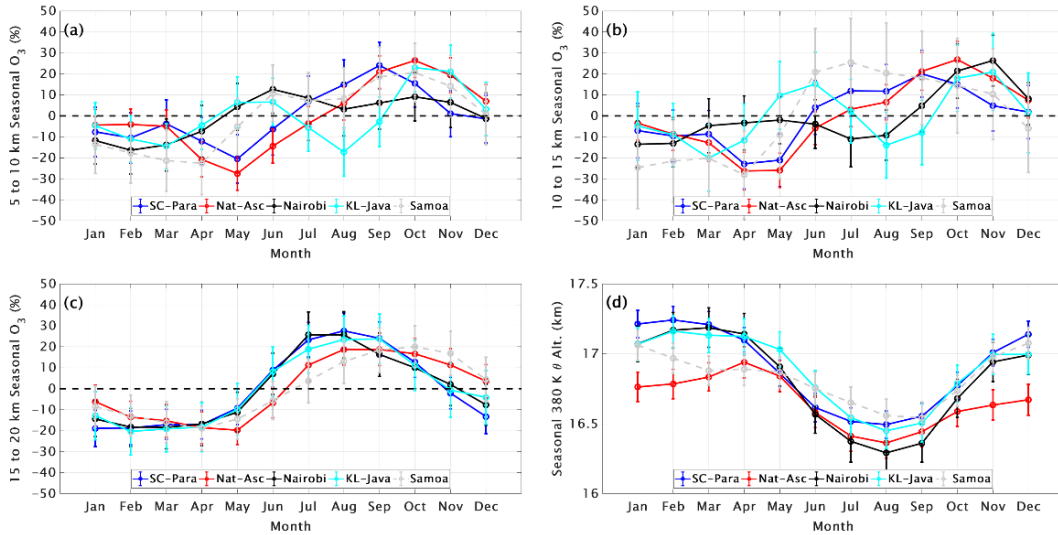 (a)
5 to 10 km Seasonal O₃ (%)
50
40
30
20
10
0
-10
-20
-30
-40
-50
SC-Para Nat-Asc Nairobi KL-Java Samoa
Jan Feb Mar Apr May Jun Jul Aug Sep Oct Nov Dec
Month
(b)
10 to 15 km Seasonal O₃ (%)
50
40
30
20
10
0
-10
-20
-30
-40
-50
SC-Para Nat-Asc Nairobi KL-Java Samoa
Jan Feb Mar Apr May Jun Jul Aug Sep Oct Nov Dec
Month
(c)
15 to 20 km Seasonal O₃ (%)
50
40
30
20
10
0
-10
-20
-30
-40
-50
SC-Para Nat-Asc Nairobi KL-Java Samoa
Jan Feb Mar Apr May Jun Jul Aug Sep Oct Nov Dec
Month
(d)
Seasonal 380 K θ Alt. (km)
17.5
17
16.5
16
SC-Para Nat-Asc Nairobi KL-Java Samoa
Jan Feb Mar Apr May Jun Jul Aug Sep Oct Nov Dec
Month